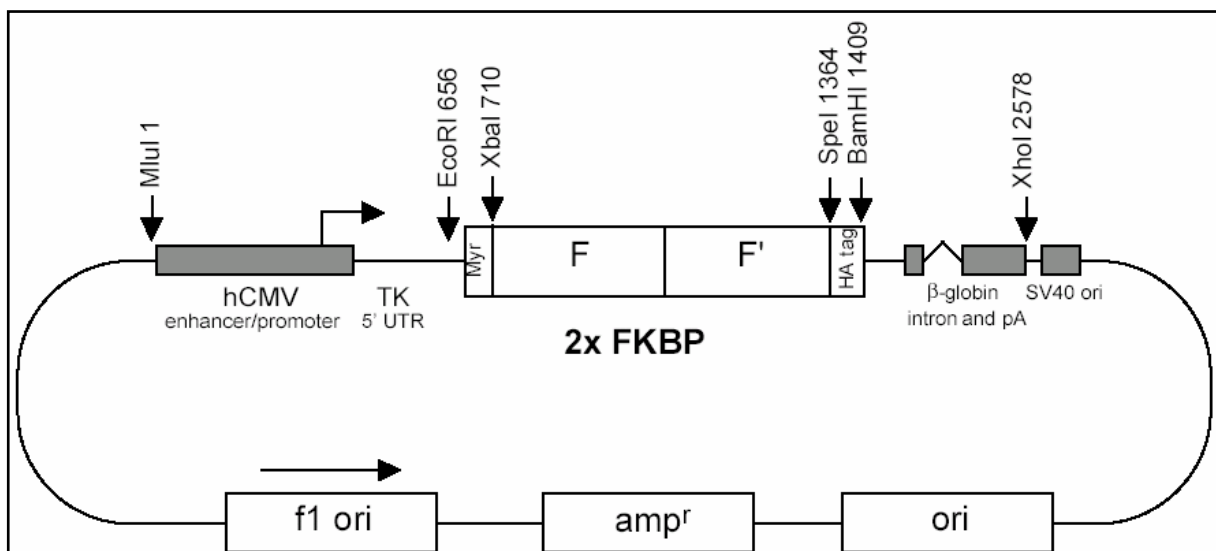 MluI 1
EcoRI 656
XbaI 710
SpeI 1364
BamHI 1409
XhoI 2578
Myr
F
F'
HA tag
hCMV
enhancer/promoter
TK
5’ UTR
2x FKBP
β-globin
intron and pA
SV40 ori
f1 ori
ampʳ
ori